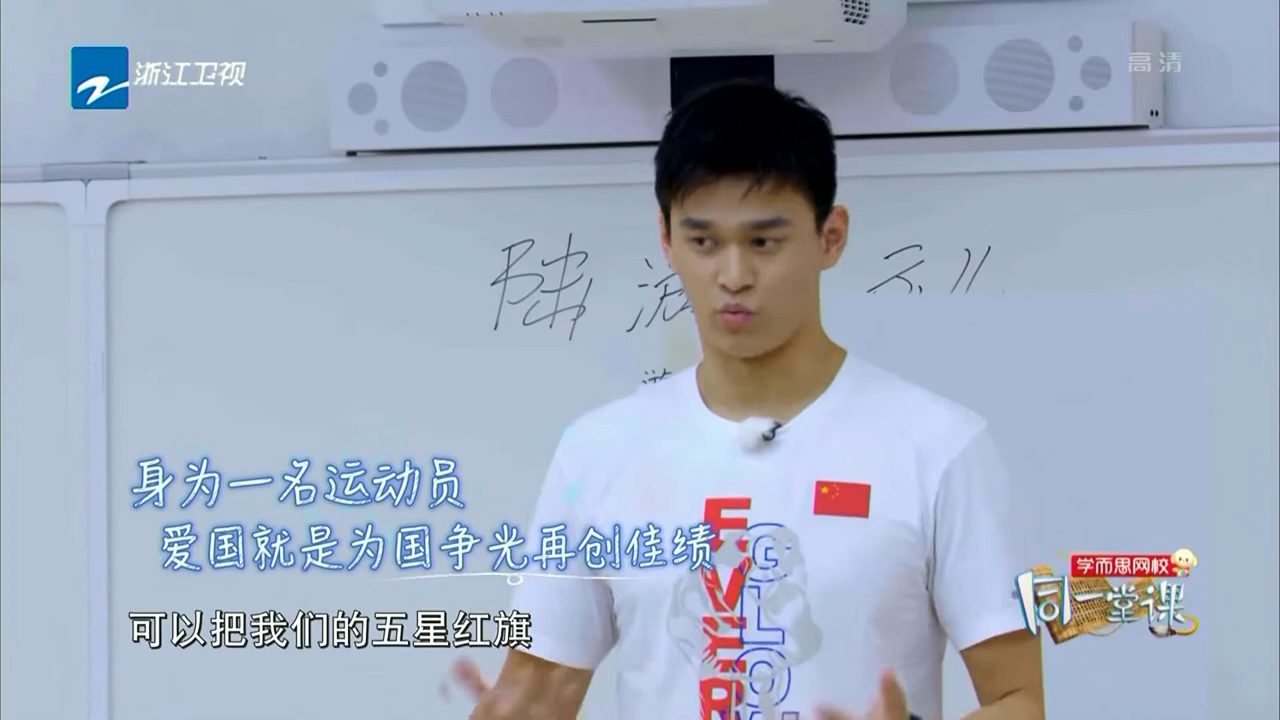 浙江卫视
高清
身为一名运动员
爱国就是为国争光再创佳绩
可以把我们的五星红旗
学而思网校
同一堂课